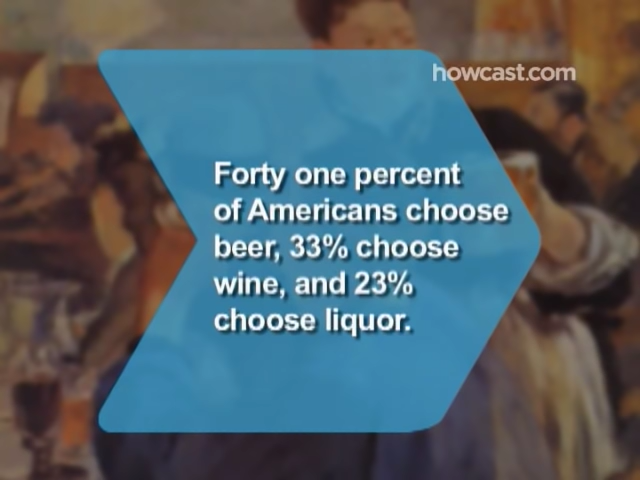 howcast.com
Forty one percent
of Americans choose
beer, 33% choose
wine, and 23%
choose liquor.